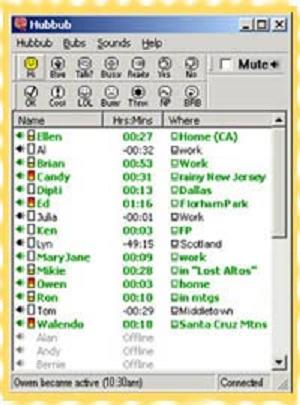 Hubbub
Hubbub Bubs Sounds Help
Hi Bye Talk? Busy Ready Yes No Mute
OK Cool LOL Bumr Thnx NP BRB
Name Hrs:Mins Where
Ellen 00:27 Home (CA)
Al -00:32 work
Brian 00:53 Work
Candy 00:31 rainy New Jersey
Dipti 00:13 Dallas
Ed 01:16 FlorhamPark
Julia -00:01 Work
Ken 00:03 FP
Lyn -49:15 Scotland
MaryJane 00:09 work
Mikie 00:28 in "Lost Altos"
Owen 00:03 home
Ron 00:10 in mtgs
Tom -00:29 Middletown
Walendo 00:18 Santa Cruz Mtns
Alan Offline
Andy Offline
Bernie Offline
Owen became active (10:30am) Connected